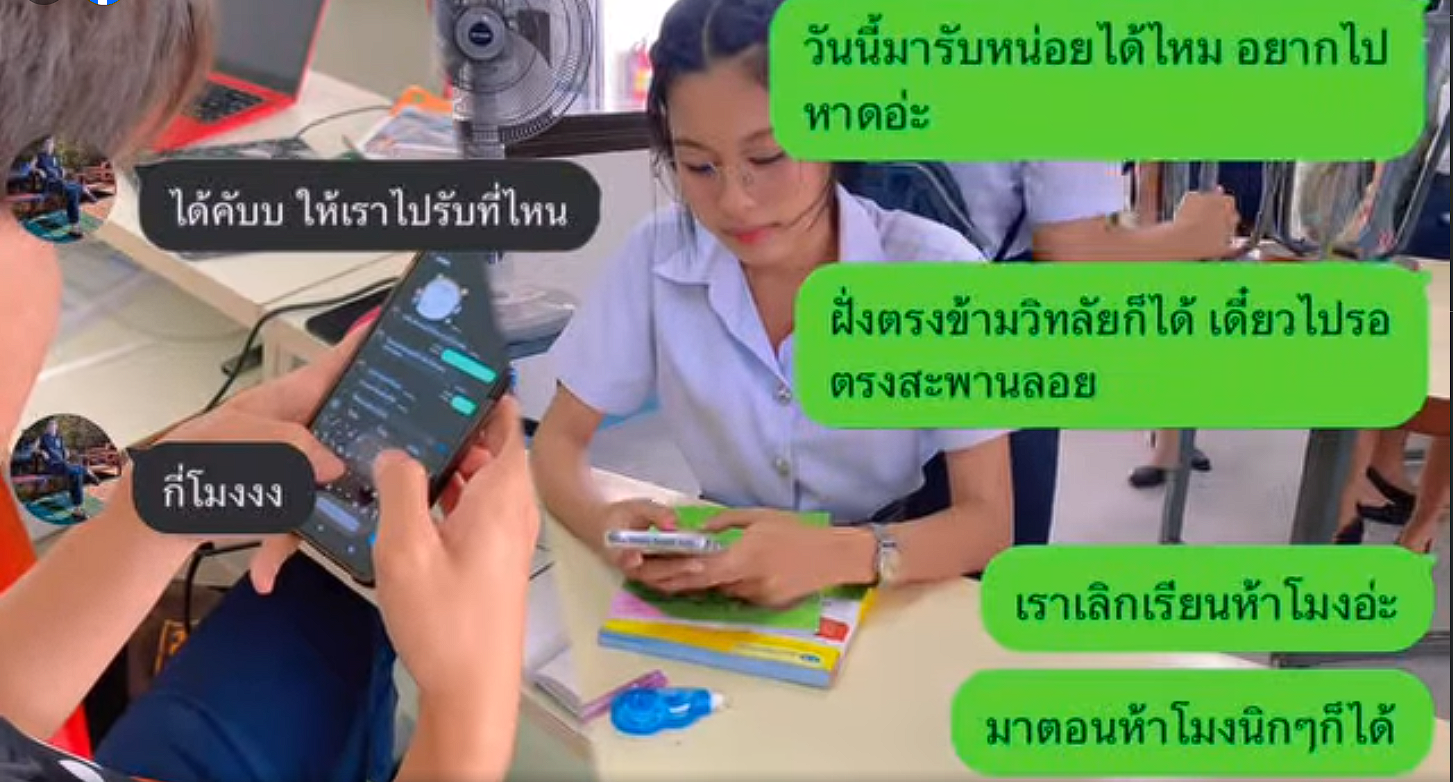 วันนี้มารับหน่อยได้ไหม อยากไป
หาดอ่ะ
ได้คับบ ให้เราไปรับที่ไหน
ฝั่งตรงข้ามวิทลัยก็ได้ เดี๋ยวไปรอ
ตรงสะพานลอย
กี่โมงงง
เราเลิกเรียนห้าโมงอ่ะ
มาตอนห้าโมงนิกๆก็ได้